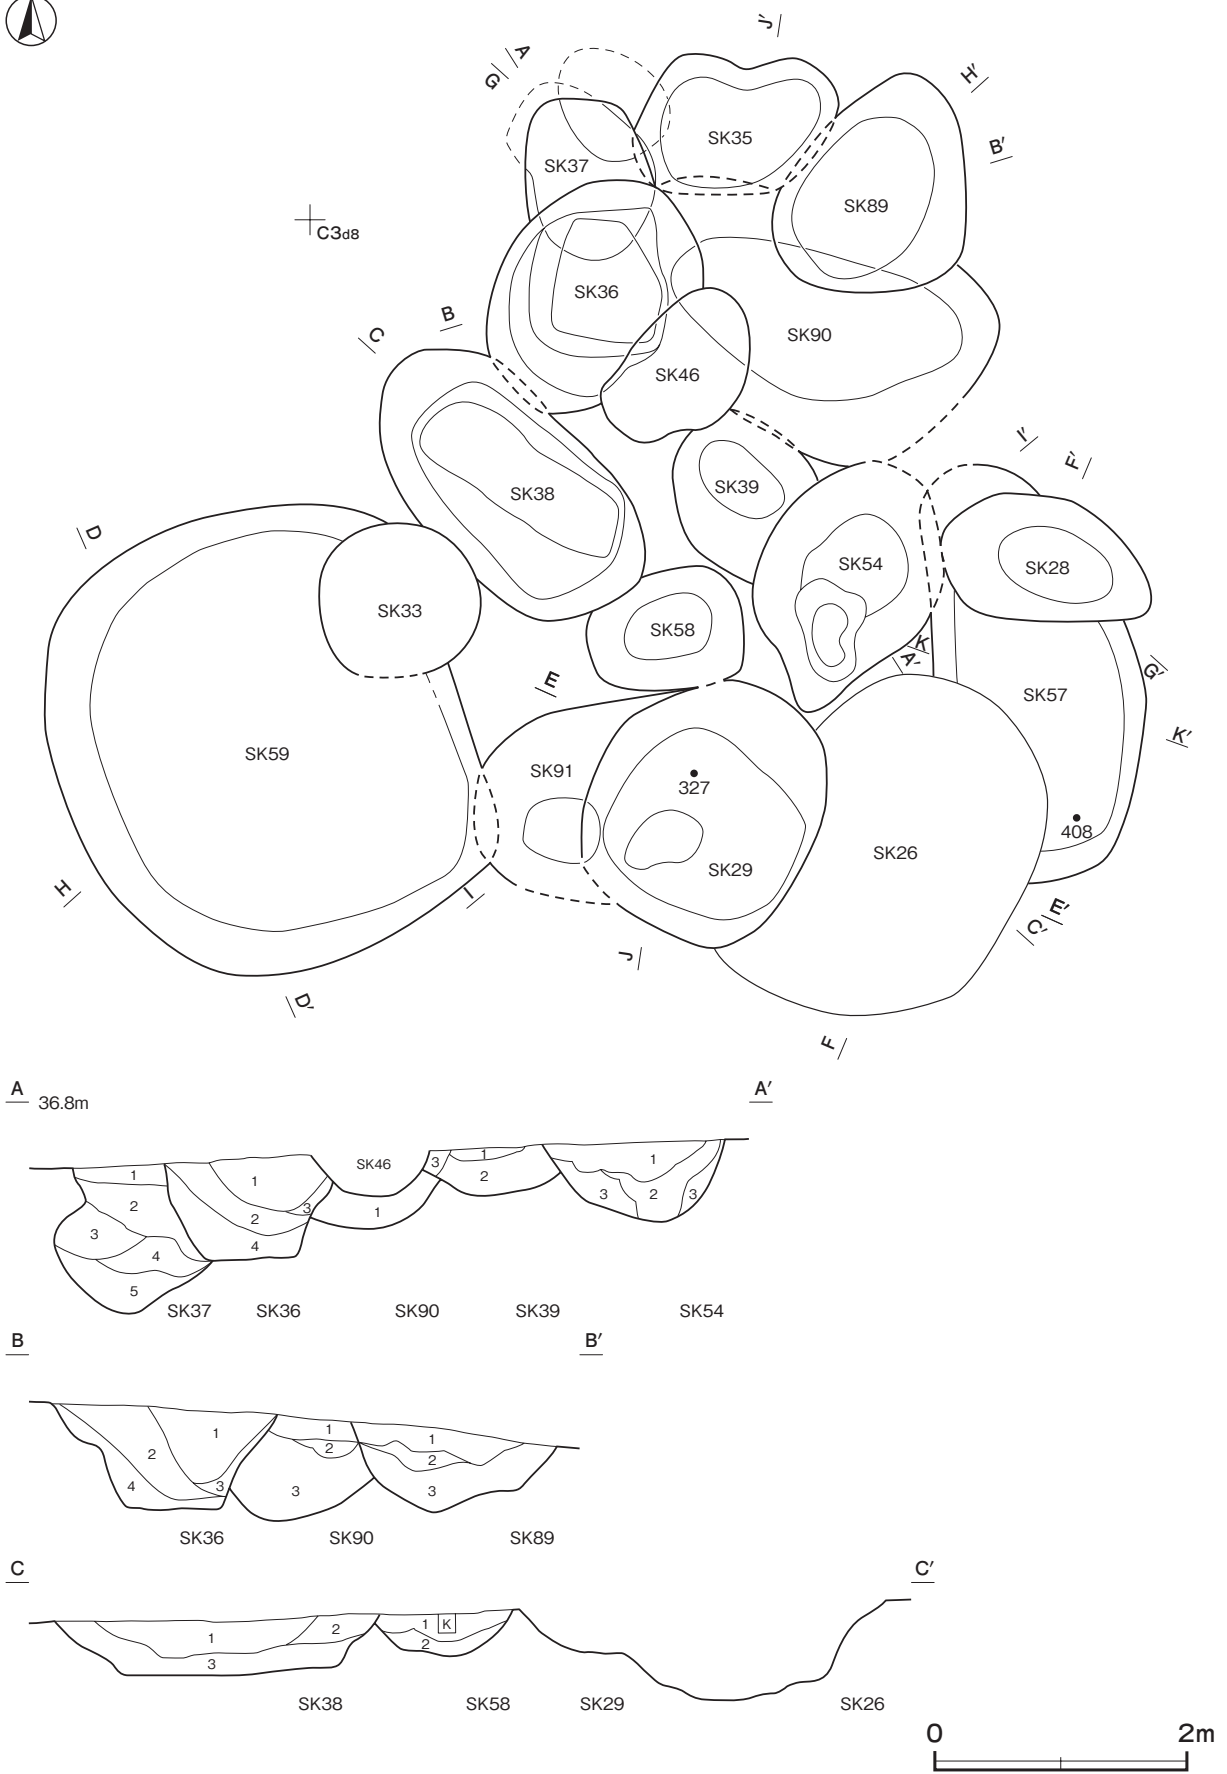 J′
A
G
H′
B′
SK35
SK37
SK89
C3d8
SK36
SK90
B
C
SK46
I′
F′
SK38
SK39
D
SK54
SK28
SK33
SK58
K
A′
G′
E
SK57
K′
SK59
SK91
327
408
SK29
SK26
H
I
E′
C′
J
D′
F
A 36.8m A′
SK46
1
1
1
3
1
1
2
2
3
2
3
2
3
1
4
4
5
SK37 SK36 SK90 SK39 SK54
B B′
1
1
1
2
2
2
4
3
3
3
SK36 SK90 SK89
C C′
1
2
1 K
3
2
SK38 SK58 SK29 SK26
0 2m